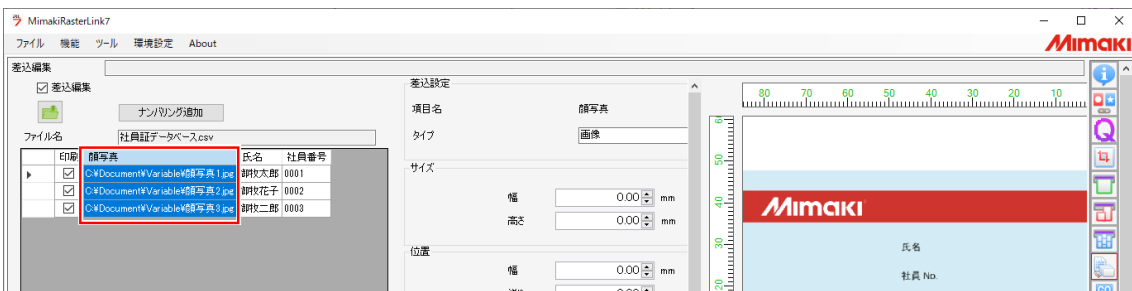 MimakiRasterLink7
ファイル 機能 ツール 環境設定 About
Mimaki
差込編集
差込編集
ナンバリング追加
ファイル名 社員証データベース.csv
印刷 顔写真 氏名 社員番号
C:¥Document¥Variable¥顔写真1.jpg 御牧太郎 0001
C:¥Document¥Variable¥顔写真2.jpg 御牧花子 0002
C:¥Document¥Variable¥顔写真3.jpg 御牧二郎 0003
差込設定
項目名 顔写真
タイプ 画像
サイズ
幅 0.00 mm
高さ 0.00 mm
位置
幅 0.00 mm
80 70 60 50 40 30 20 10
6
50
40
30
20
Mimaki
氏名
社員 No.
Q